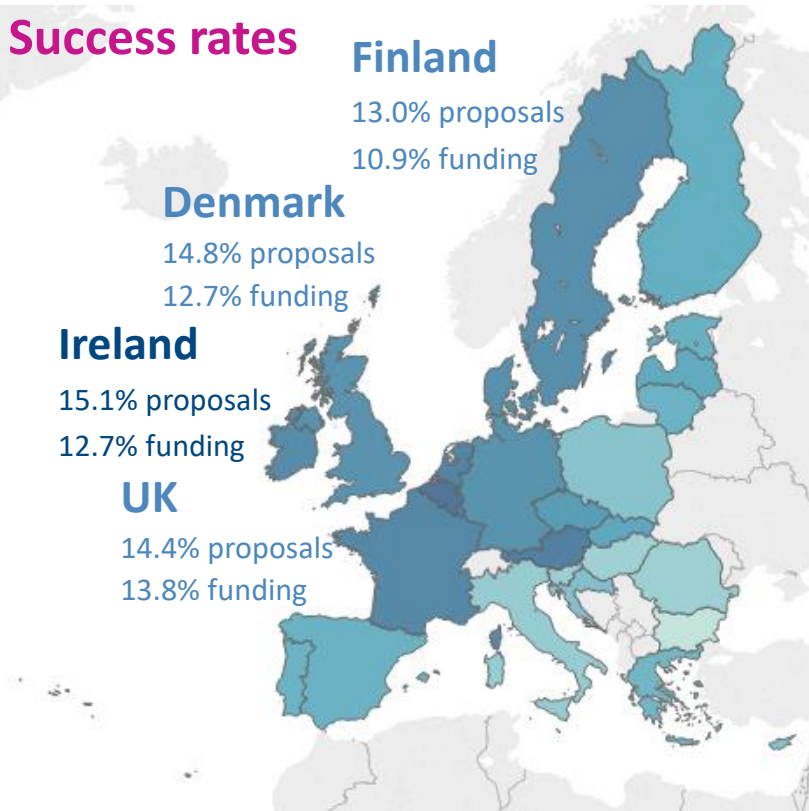 Success rates
Finland
13.0% proposals
10.9% funding
Denmark
14.8% proposals
12.7% funding
Ireland
15.1% proposals
12.7% funding
UK
14.4% proposals
13.8% funding